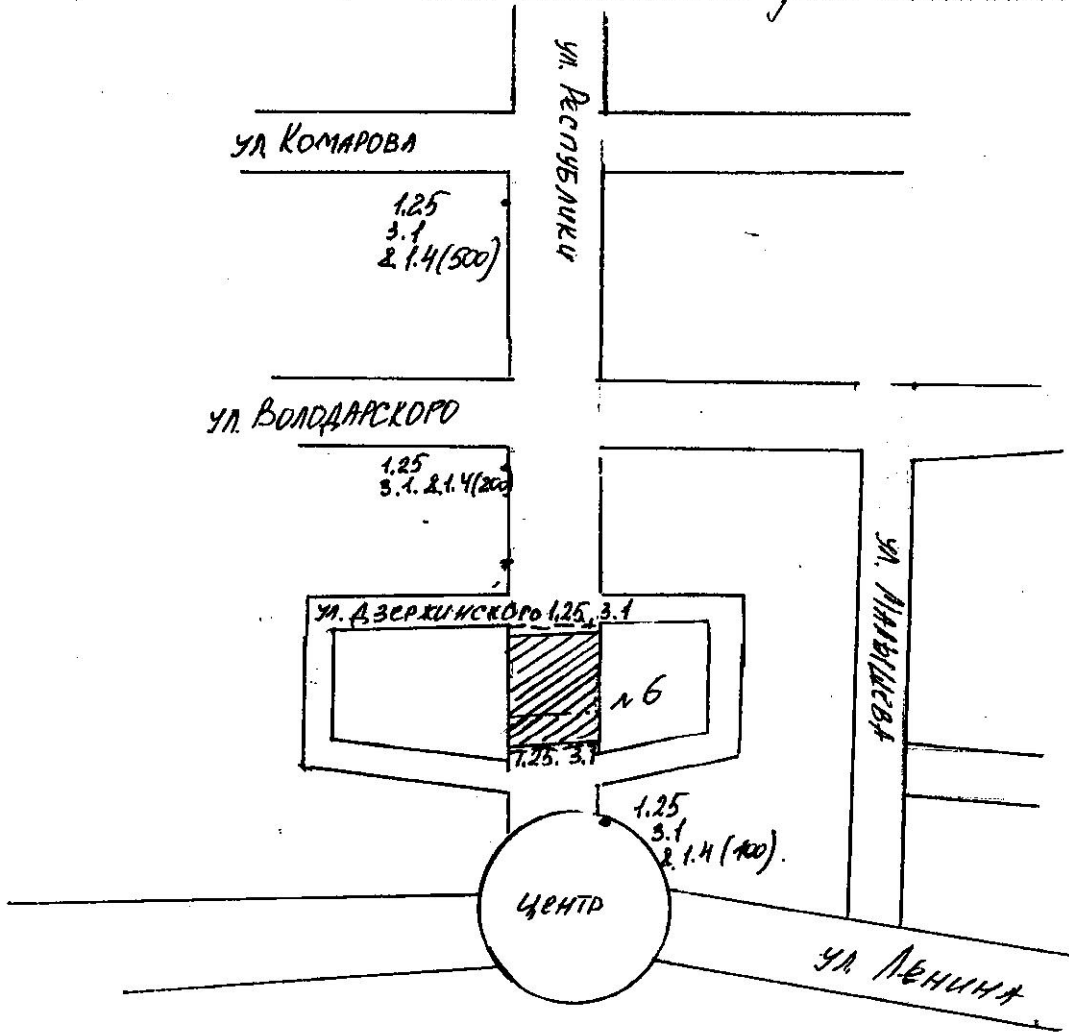 ул. РЕСПУБЛИКИ
ул КОМАРОВА
1.25
3.1
8.1.4 (500)
ул. ВОЛОДАРСКОГО
1.25
3.1. 8.1.4 (200)
ул. МАЛЫШЕВА
ул. ДЗЕРЖИНСКОГО 1.25, 3.1
№ 6
1.25. 3.1
1.25
3.1
8.1.4 (100).
ЦЕНТР
ул. ЛЕНИНА